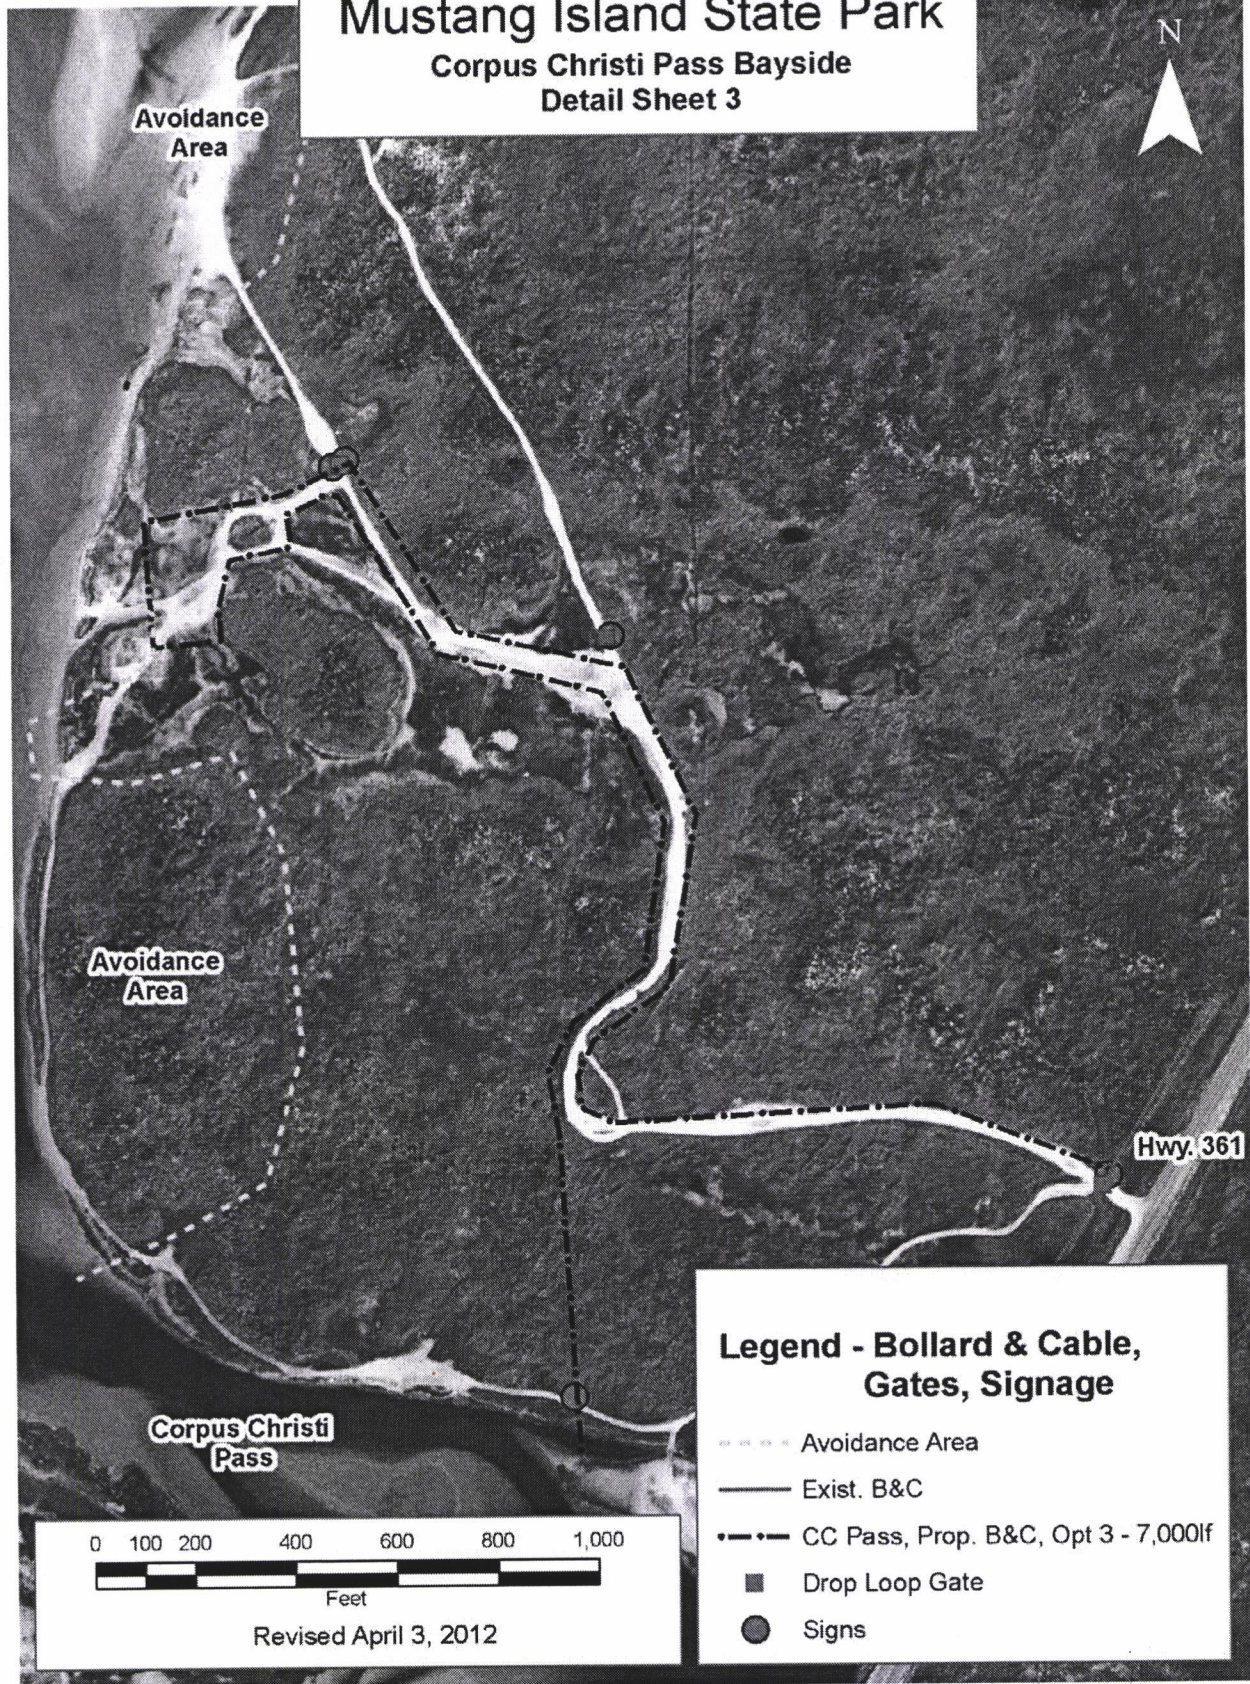 Mustang Island State Park
Corpus Christi Pass Bayside
Detail Sheet 3
N
Avoidance
Area
Avoidance
Area
Hwy. 361
Corpus Christi
Pass
Legend - Bollard & Cable,
Gates, Signage
Avoidance Area
Exist. B&C
CC Pass, Prop. B&C, Opt 3 - 7,000lf
Drop Loop Gate
Signs
0 100 200 400 600 800 1,000
Feet
Revised April 3, 2012